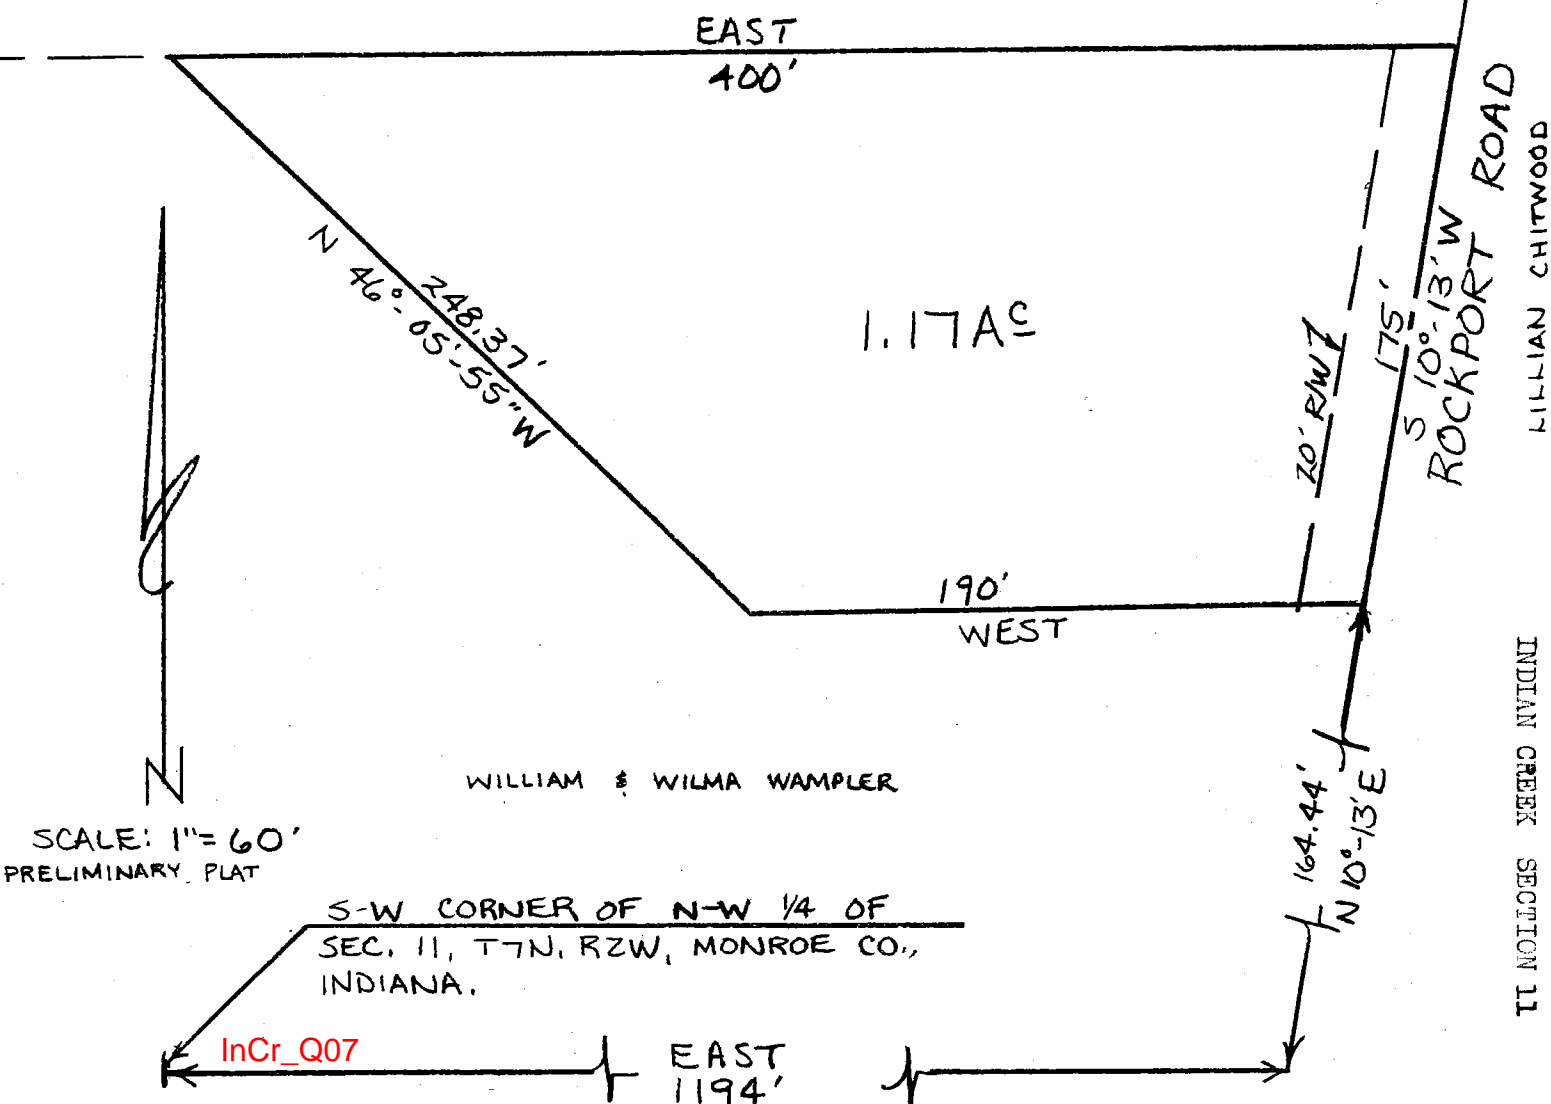 EAST
400'
ROCKPORT ROAD
LILLIAN CHITWOOD
N 46°-05'-55" W
248.37'
1.17 Ac
20' R/W
175'
S 10°-13' W
190'
WEST
INDIAN CREEK SECTION 11
N
WILLIAM & WILMA WAMPLER
164.44'
N 10°-13' E
SCALE: 1"=60'
PRELIMINARY PLAT
S-W CORNER OF N-W 1/4 OF
SEC. 11, T7N, R2W, MONROE CO.,
INDIANA.
InCr_Q07
EAST
1194'